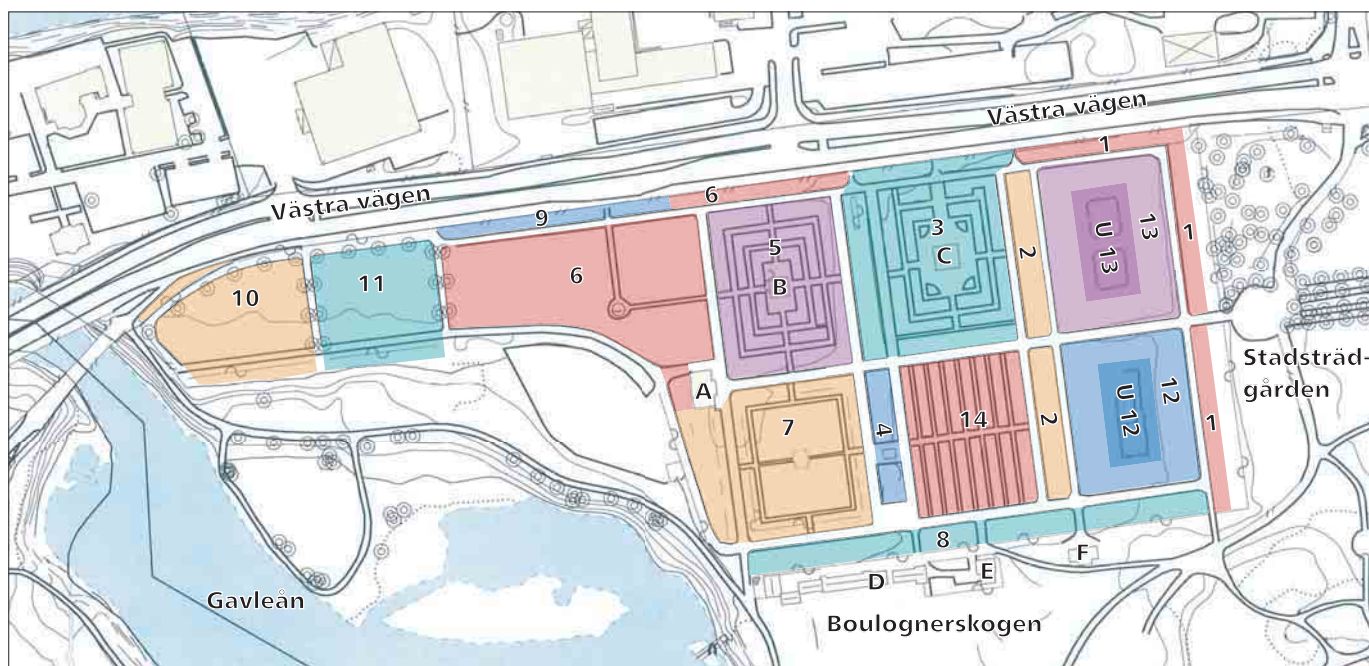 Västra vägen
Västra vägen
1
6
9
5
3
2
U 13
13
1
10
11
6
B
C
Stadsträd-
gården
A
7
4
14
2
U 12
12
1
8
D
E
F
Gavleån
Boulognerskogen